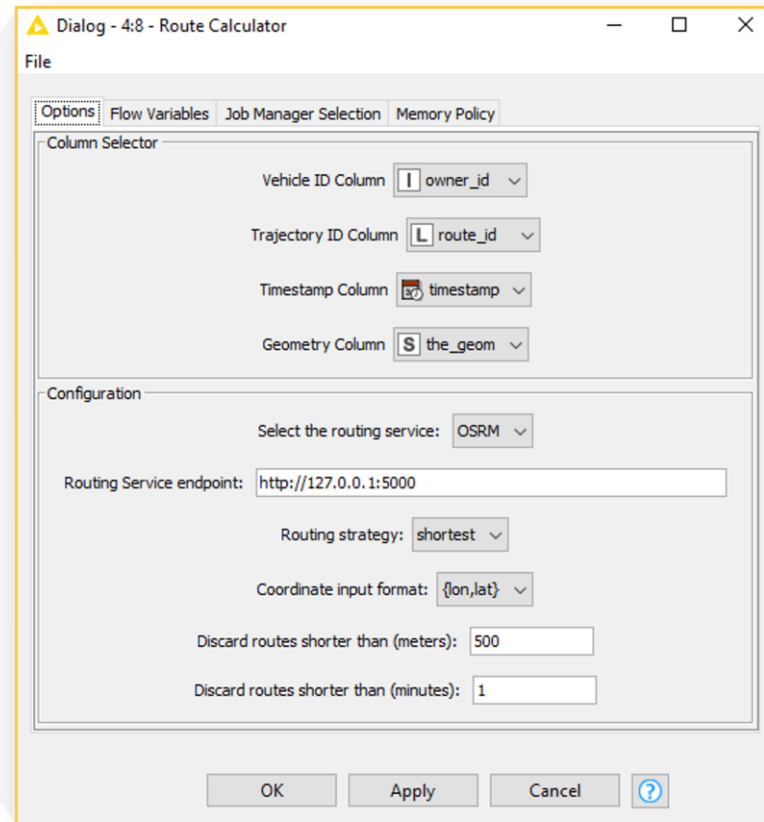 Dialog - 4:8 - Route Calculator
File
Options Flow Variables Job Manager Selection Memory Policy
Column Selector
Vehicle ID Column I owner_id
Trajectory ID Column L route_id
Timestamp Column timestamp
Geometry Column S the_geom
Configuration
Select the routing service: OSRM
Routing Service endpoint: http://127.0.0.1:5000
Routing strategy: shortest
Coordinate input format: {lon,lat}
Discard routes shorter than (meters): 500
Discard routes shorter than (minutes): 1
OK Apply Cancel ?